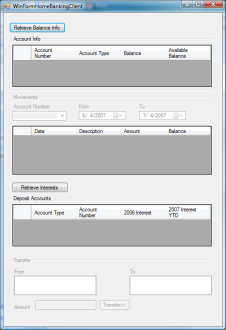 WinFormHomeBankingClient
Retrieve Balance Info
Account Info
Account Number Account Type Balance Available Balance
Movements
Account Number From To
6/ 4/2007 7/ 4/2007
Date Description Amount Balance
Retrieve Interests
Deposit Accounts
Account Type Account Number 2006 Interest 2007 Interest YTD
Transfer
From To
Amount Transfer>>